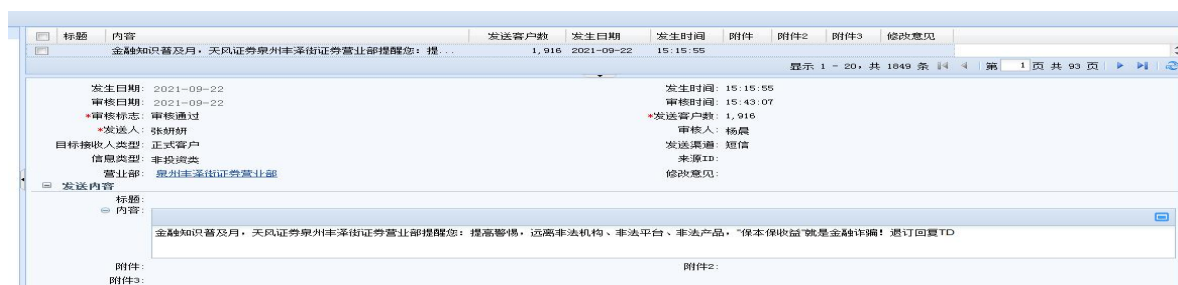 标题 内容 发送客户数 发生日期 发生时间 附件 附件2 附件3 修改意见
金融知识普及月，天风证券泉州丰泽街证券营业部提醒您：提... 1,916 2021-09-22 15:15:55
显示 1 - 20，共 1849 条 第 1 页 共 93 页
发生日期: 2021-09-22 发生时间: 15:15:55
审核日期: 2021-09-22 审核时间: 15:43:07
*审核标志: 审核通过 *发送客户数: 1,916
*发送人: 张妍妍 审核人: 杨晨
目标接收人类型: 正式客户 发送渠道: 短信
信息类型: 非投资类 来源ID:
营业部: 泉州丰泽街证券营业部 修改意见:
发送内容
标题:
内容:
金融知识普及月，天风证券泉州丰泽街证券营业部提醒您：提高警惕，远离非法机构、非法平台、非法产品，"保本保收益"就是金融诈骗！退订回复TD
附件: 附件2:
附件3: